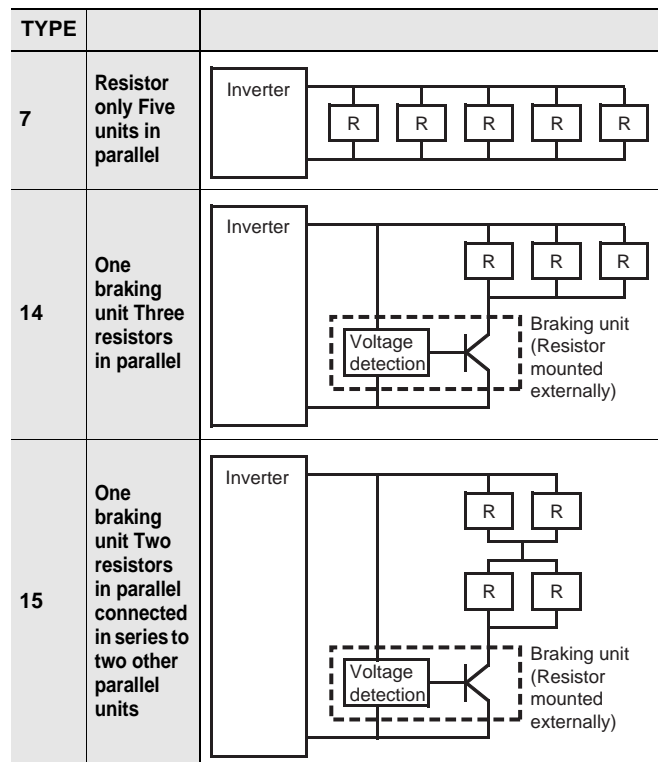 TYPE
7
Resistor
only Five
units in
parallel
Inverter
R R R R R
14
One
braking
unit Three
resistors
in parallel
Inverter
R R R
Voltage
detection
Braking unit
(Resistor
mounted
externally)
15
One
braking
unit Two
resistors
in parallel
connected
in series to
two other
parallel
units
Inverter
R R
R R
Voltage
detection
Braking unit
(Resistor
mounted
externally)